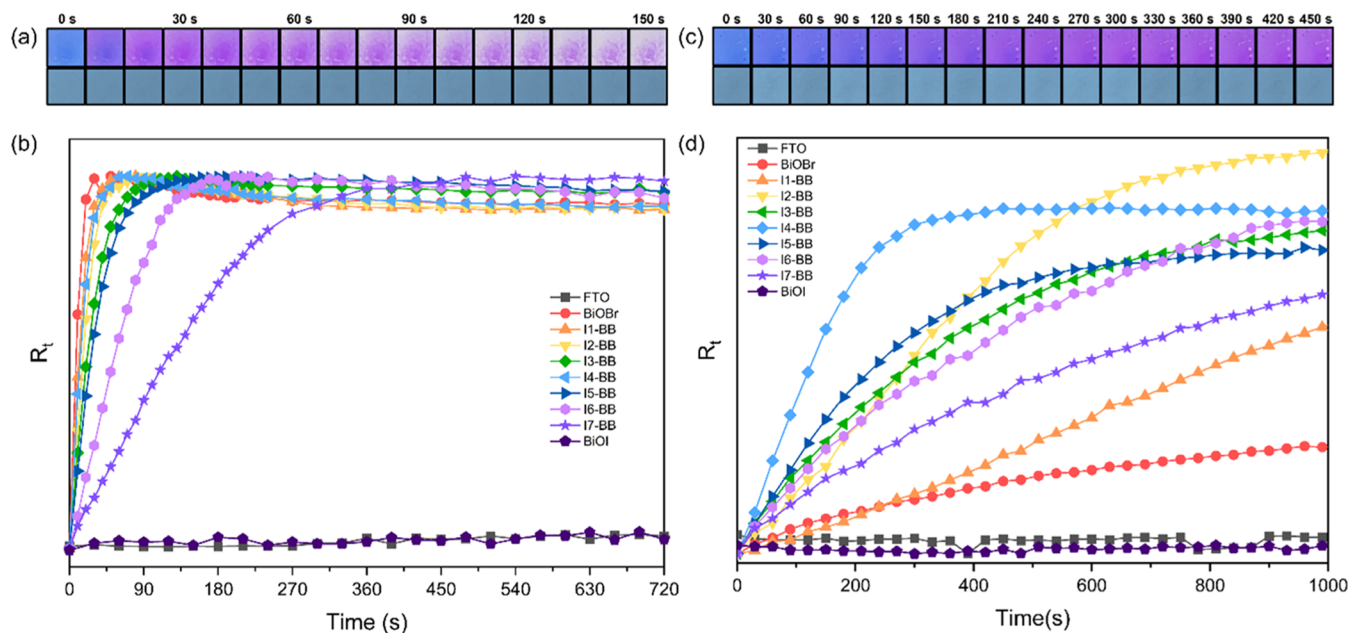 0 s 30 s 60 s 90 s 120 s 150 s
(a)
0 s 30 s 60 s 90 s 120 s 150 s 180 s 210 s 240 s 270 s 300 s 330 s 360 s 390 s 420 s 450 s
(c)
(b)
R_t
FTO
BiOBr
I1-BB
I2-BB
I3-BB
I4-BB
I5-BB
I6-BB
I7-BB
BiOI
0 90 180 270 360 450 540 630 720
Time (s)
(d)
R_t
FTO
BiOBr
I1-BB
I2-BB
I3-BB
I4-BB
I5-BB
I6-BB
I7-BB
BiOI
0 200 400 600 800 1000
Time(s)